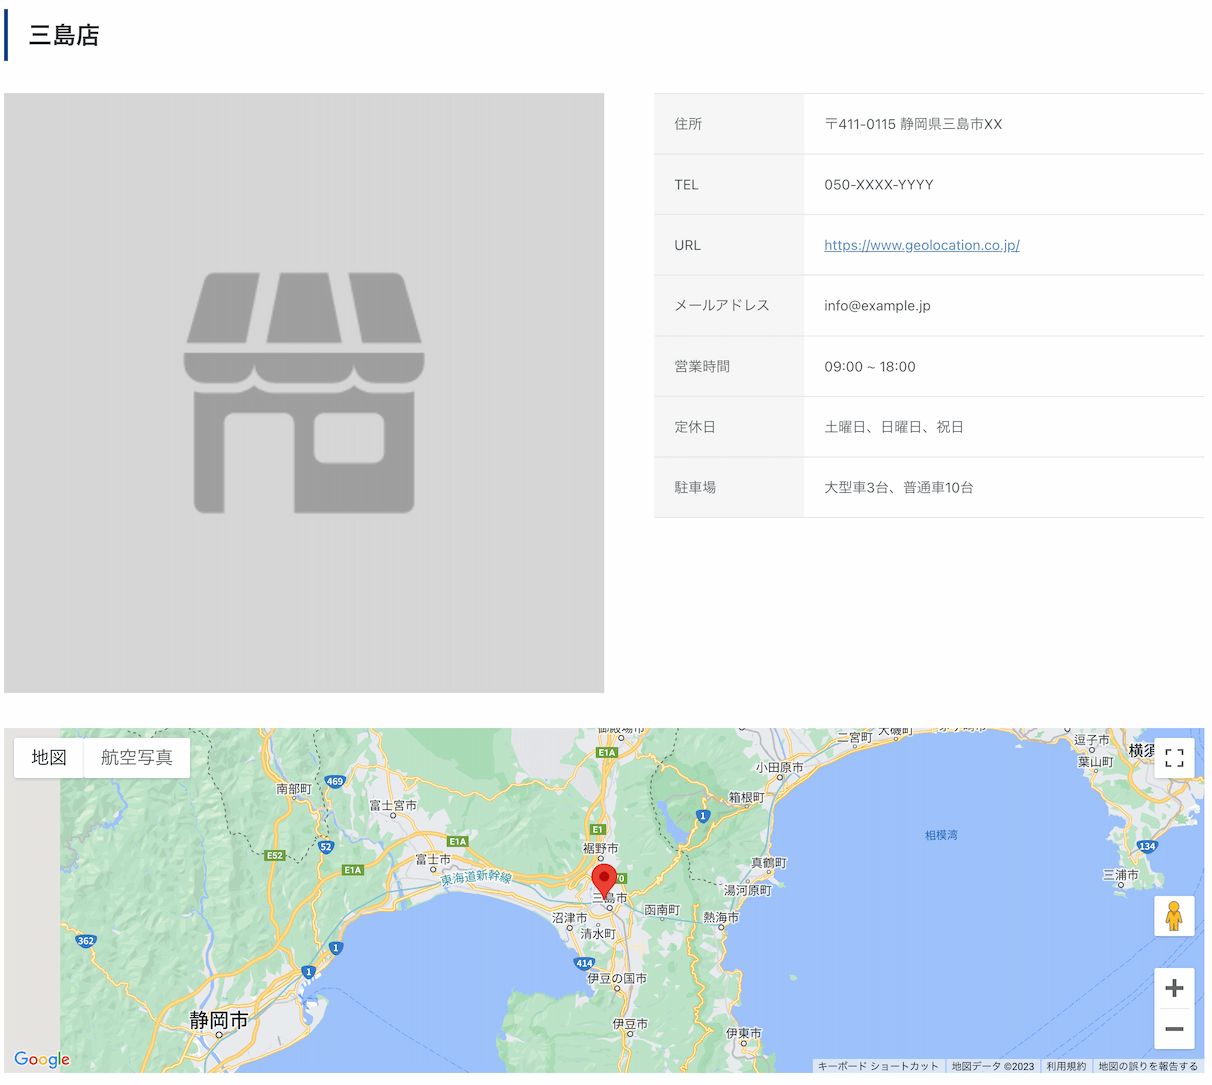 三島店
住所
〒411-0115 静岡県三島市XX
TEL
050-XXXX-YYYY
URL
https://www.geolocation.co.jp/
メールアドレス
info@example.jp
営業時間
09:00 ~ 18:00
定休日
土曜日、日曜日、祝日
駐車場
大型車3台、普通車10台
地図
航空写真
E1A
二宮町
大磯町
逗子市
横須
葉山町
小田原市
469
南部町
箱根町
富士宮市
1
E1
E1A
相模湾
52
134
裾野市
E52
富士市
真鶴町
E1A
東海道新幹線
三浦市
湯河原町
三島市
函南町
沼津市
熱海市
清水町
362
1
414
1
伊豆の国市
静岡市
伊豆市
伊東市
Google
キーボード ショートカット
地図データ ©2023
利用規約
地図の誤りを報告する